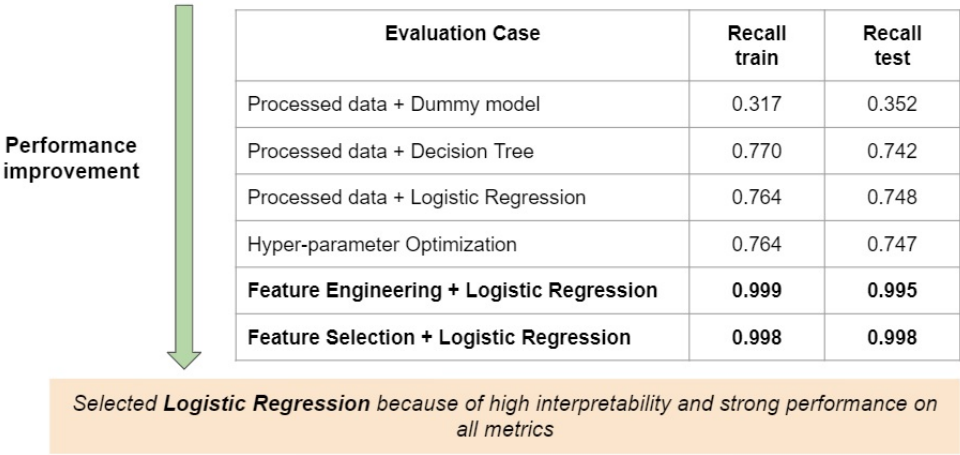 Performance
improvement
Evaluation Case Recall train Recall test
Processed data + Dummy model 0.317 0.352
Processed data + Decision Tree 0.770 0.742
Processed data + Logistic Regression 0.764 0.748
Hyper-parameter Optimization 0.764 0.747
Feature Engineering + Logistic Regression 0.999 0.995
Feature Selection + Logistic Regression 0.998 0.998
Selected Logistic Regression because of high interpretability and strong performance on
all metrics